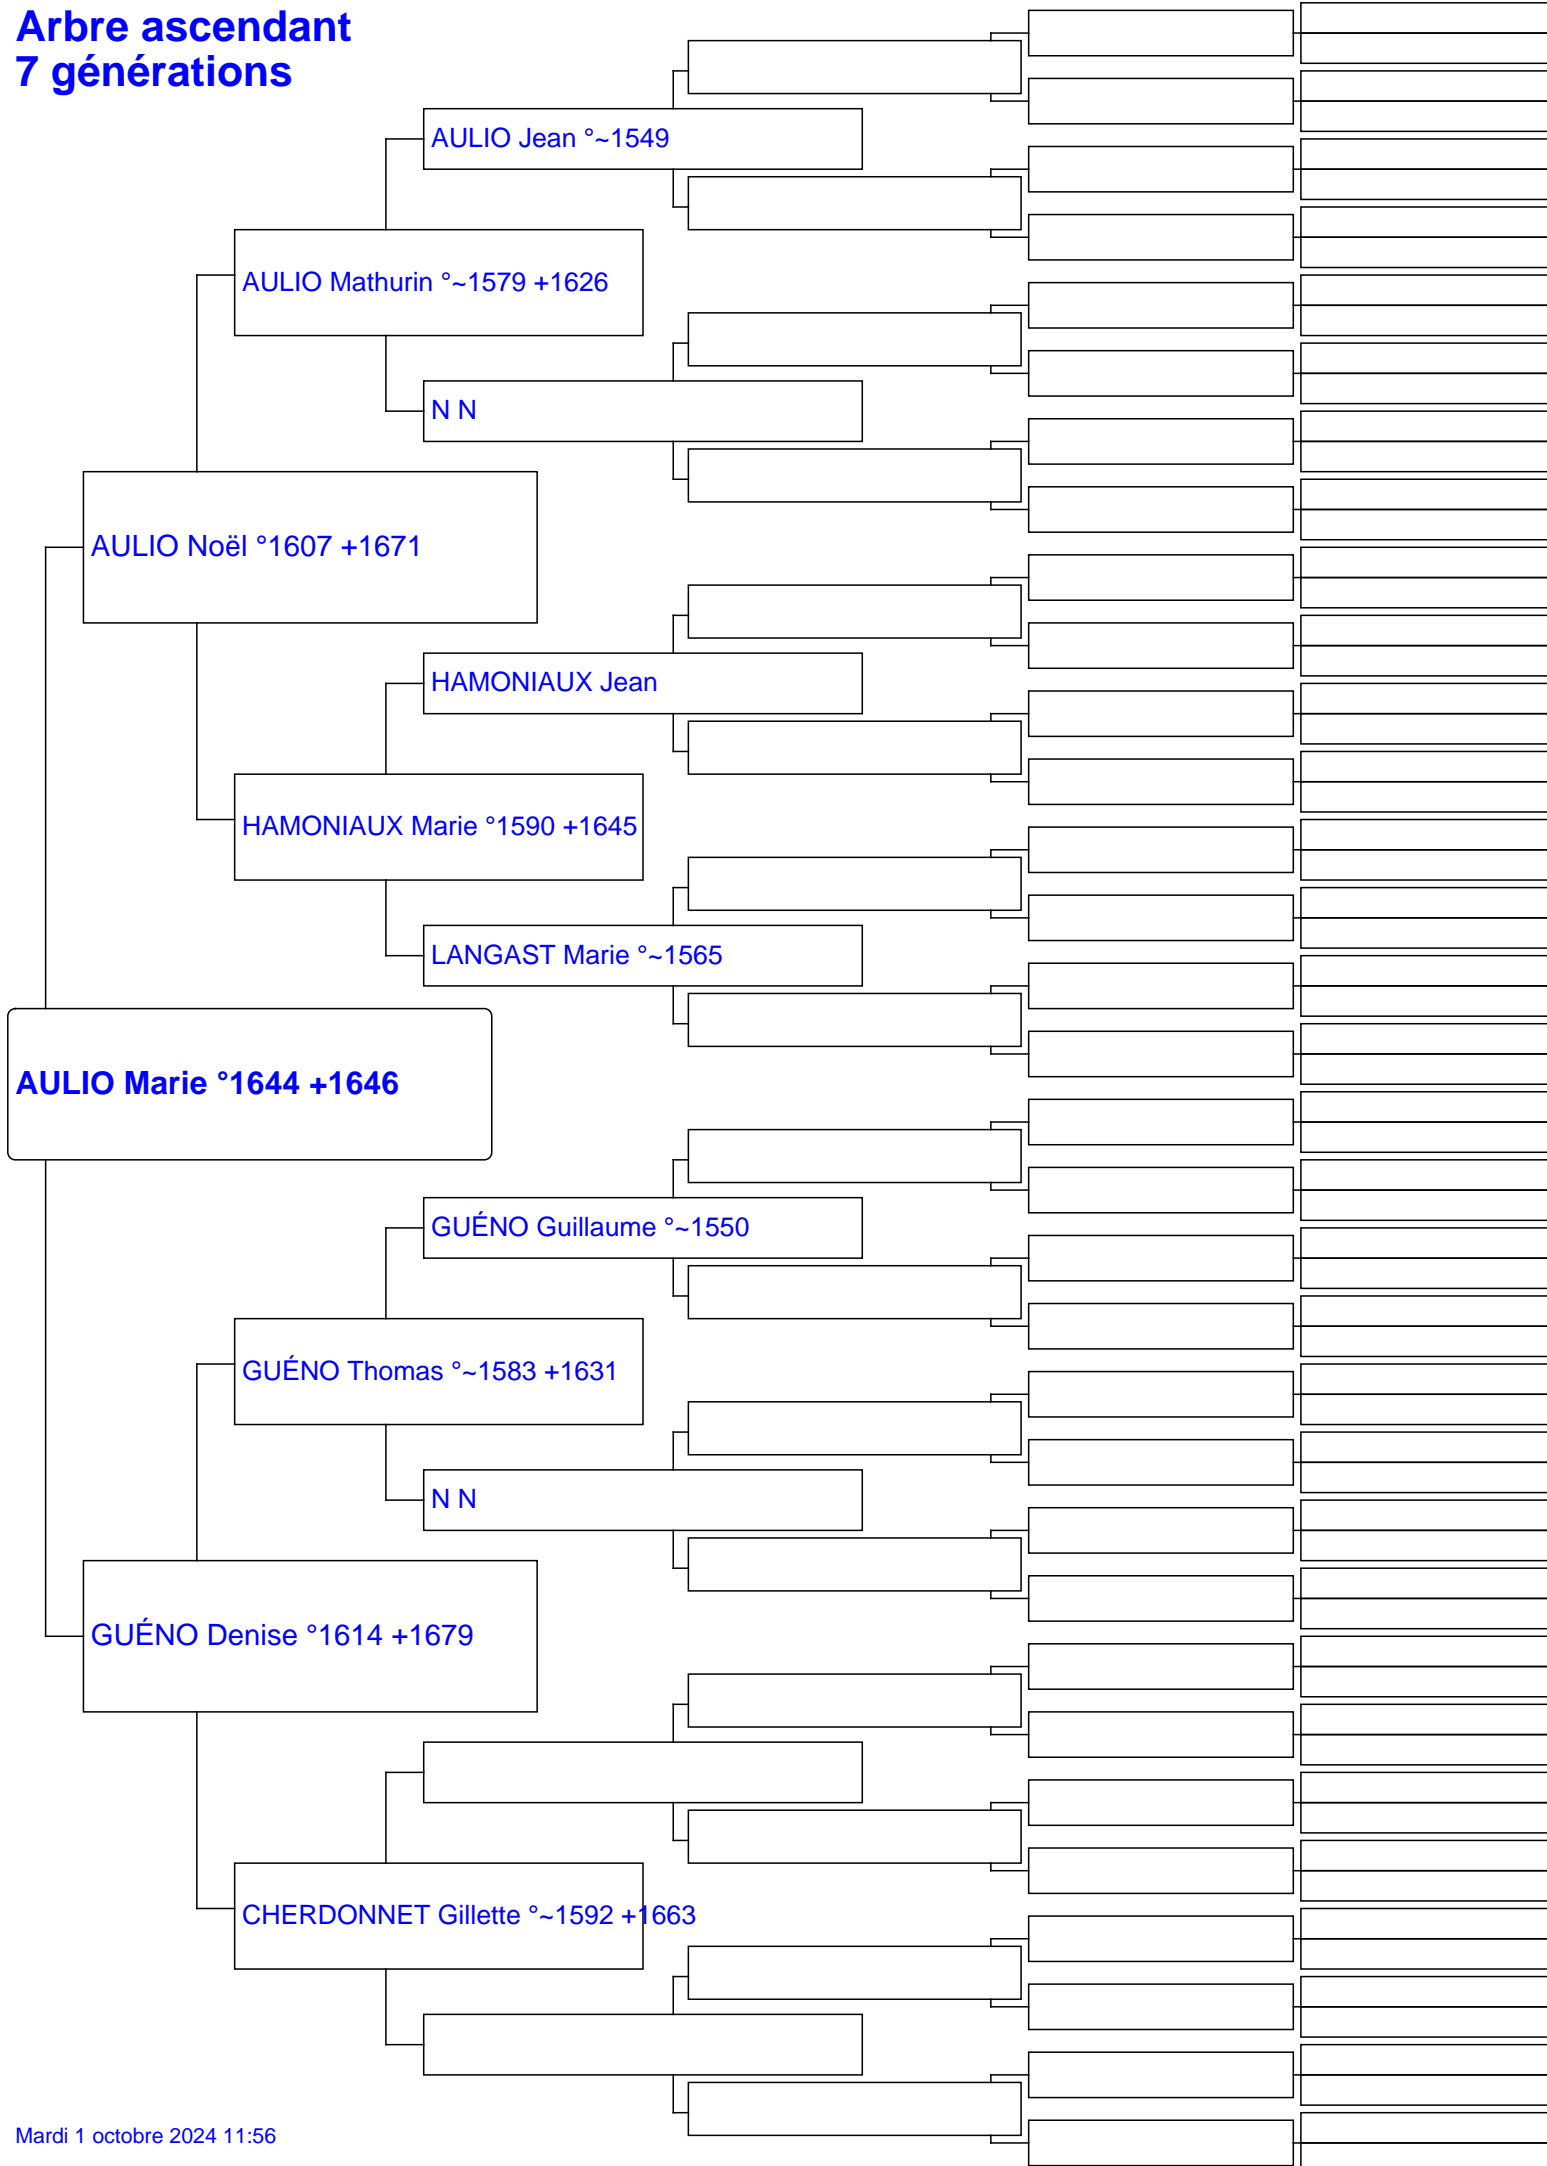 Arbre ascendant
7 générations
AULIO Jean °~1549
AULIO Mathurin °~1579 +1626
N N
AULIO Noël °1607 +1671
HAMONIAUX Jean
HAMONIAUX Marie °1590 +1645
LANGAST Marie °~1565
AULIO Marie °1644 +1646
GUÉNO Guillaume °~1550
GUÉNO Thomas °~1583 +1631
N N
GUÉNO Denise °1614 +1679
CHERDONNET Gillette °~1592 +1663
Mardi 1 octobre 2024 11:56